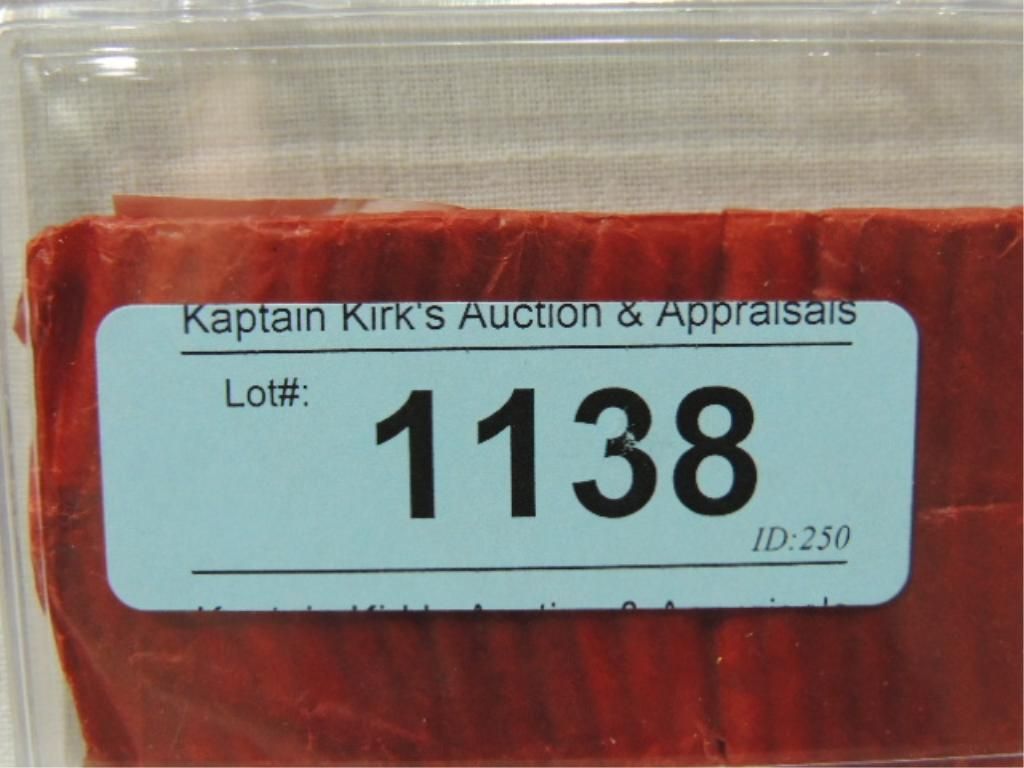 Kaptain Kirk's Auction & Appraisals
Lot#:
1138
ID:250